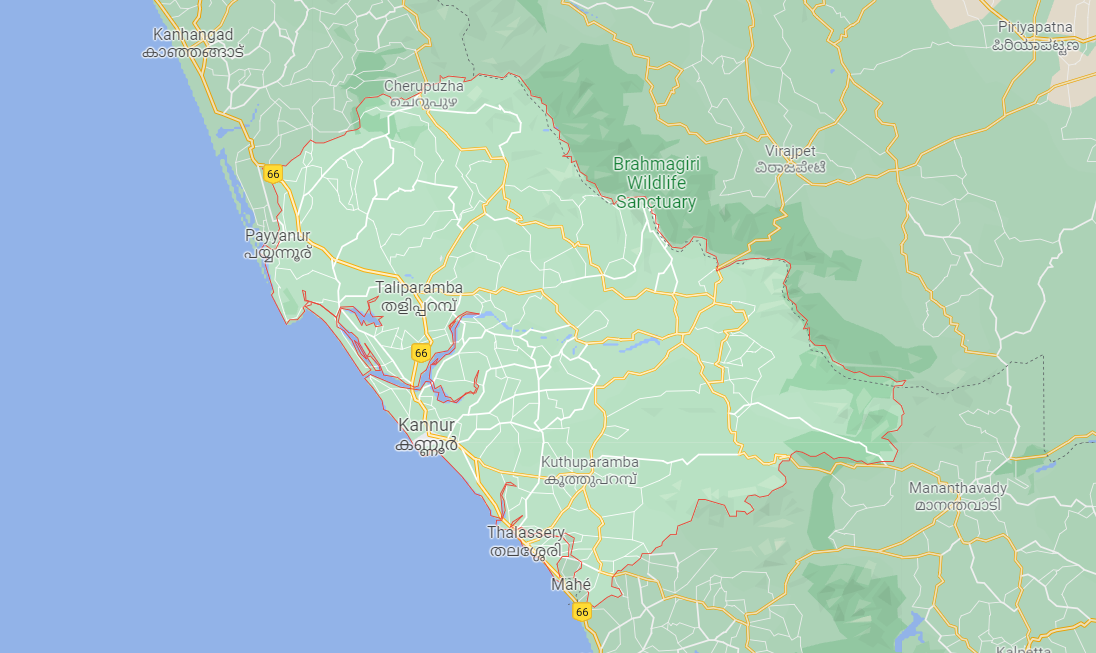 Kanhangad
കാഞ്ഞങ്ങാട്
Piriyapatna
ಪಿರಿಯಾಪಟ್ಟಣ
Cherupuzha
ചെറുപുഴ
Virajpet
ವಿರಾಜಪೇಟೆ
Brahmagiri
Wildlife
Sanctuary
66
Payyanur
പയ്യന്നൂർ
Taliparamba
തളിപ്പറമ്പ്
66
Kannur
കണ്ണൂർ
Kuthuparamba
കൂത്തുപറമ്പ്
Mananthavady
മാനന്തവാടി
Thalassery
തലശ്ശേരി
Mahé
66
Kalpetta